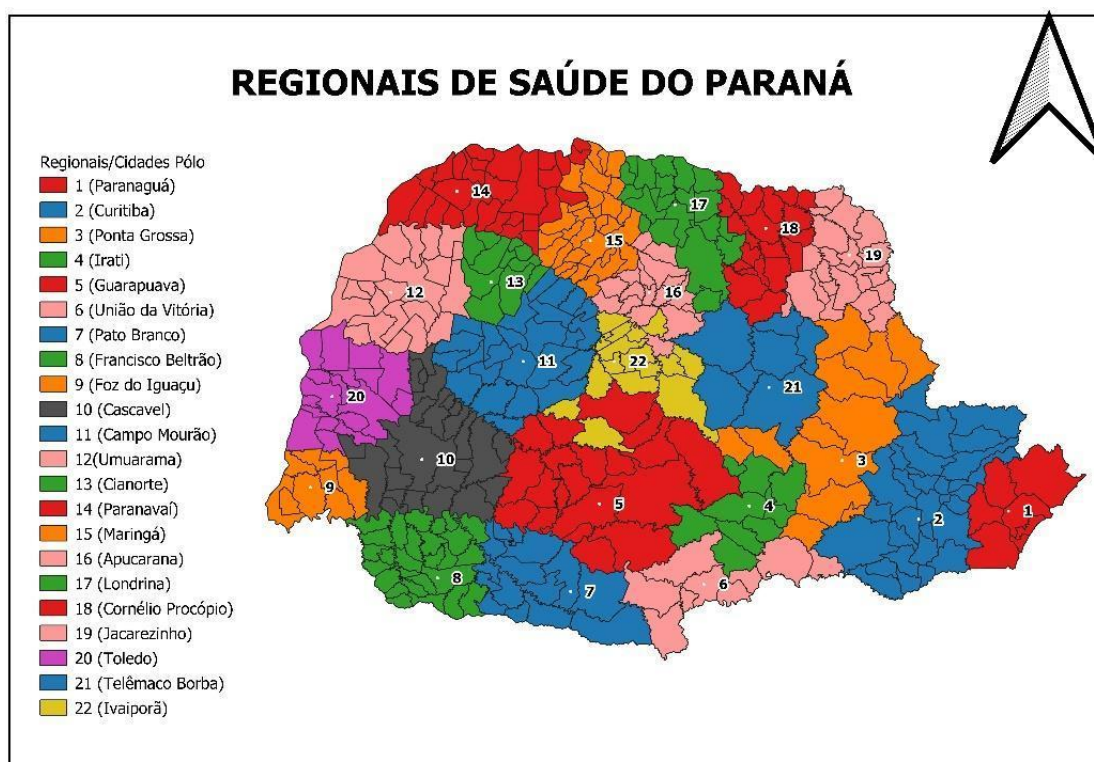 REGIONAIS DE SAÚDE DO PARANÁ
Regionais/Cidades Pólo
1 (Paranaguá)
2 (Curitiba)
3 (Ponta Grossa)
4 (Irati)
5 (Guarapuava)
6 (União da Vitória)
7 (Pato Branco)
8 (Francisco Beltrão)
9 (Foz do Iguaçu)
10 (Cascavel)
11 (Campo Mourão)
12(Umuarama)
13 (Cianorte)
14 (Paranavaí)
15 (Maringá)
16 (Apucarana)
17 (Londrina)
18 (Cornélio Procópio)
19 (Jacarezinho)
20 (Toledo)
21 (Telêmaco Borba)
22 (Ivaiporã)
14
17
18
15
19
13
12
16
11
22
21
20
10
3
9
5
4
1
2
8
6
7